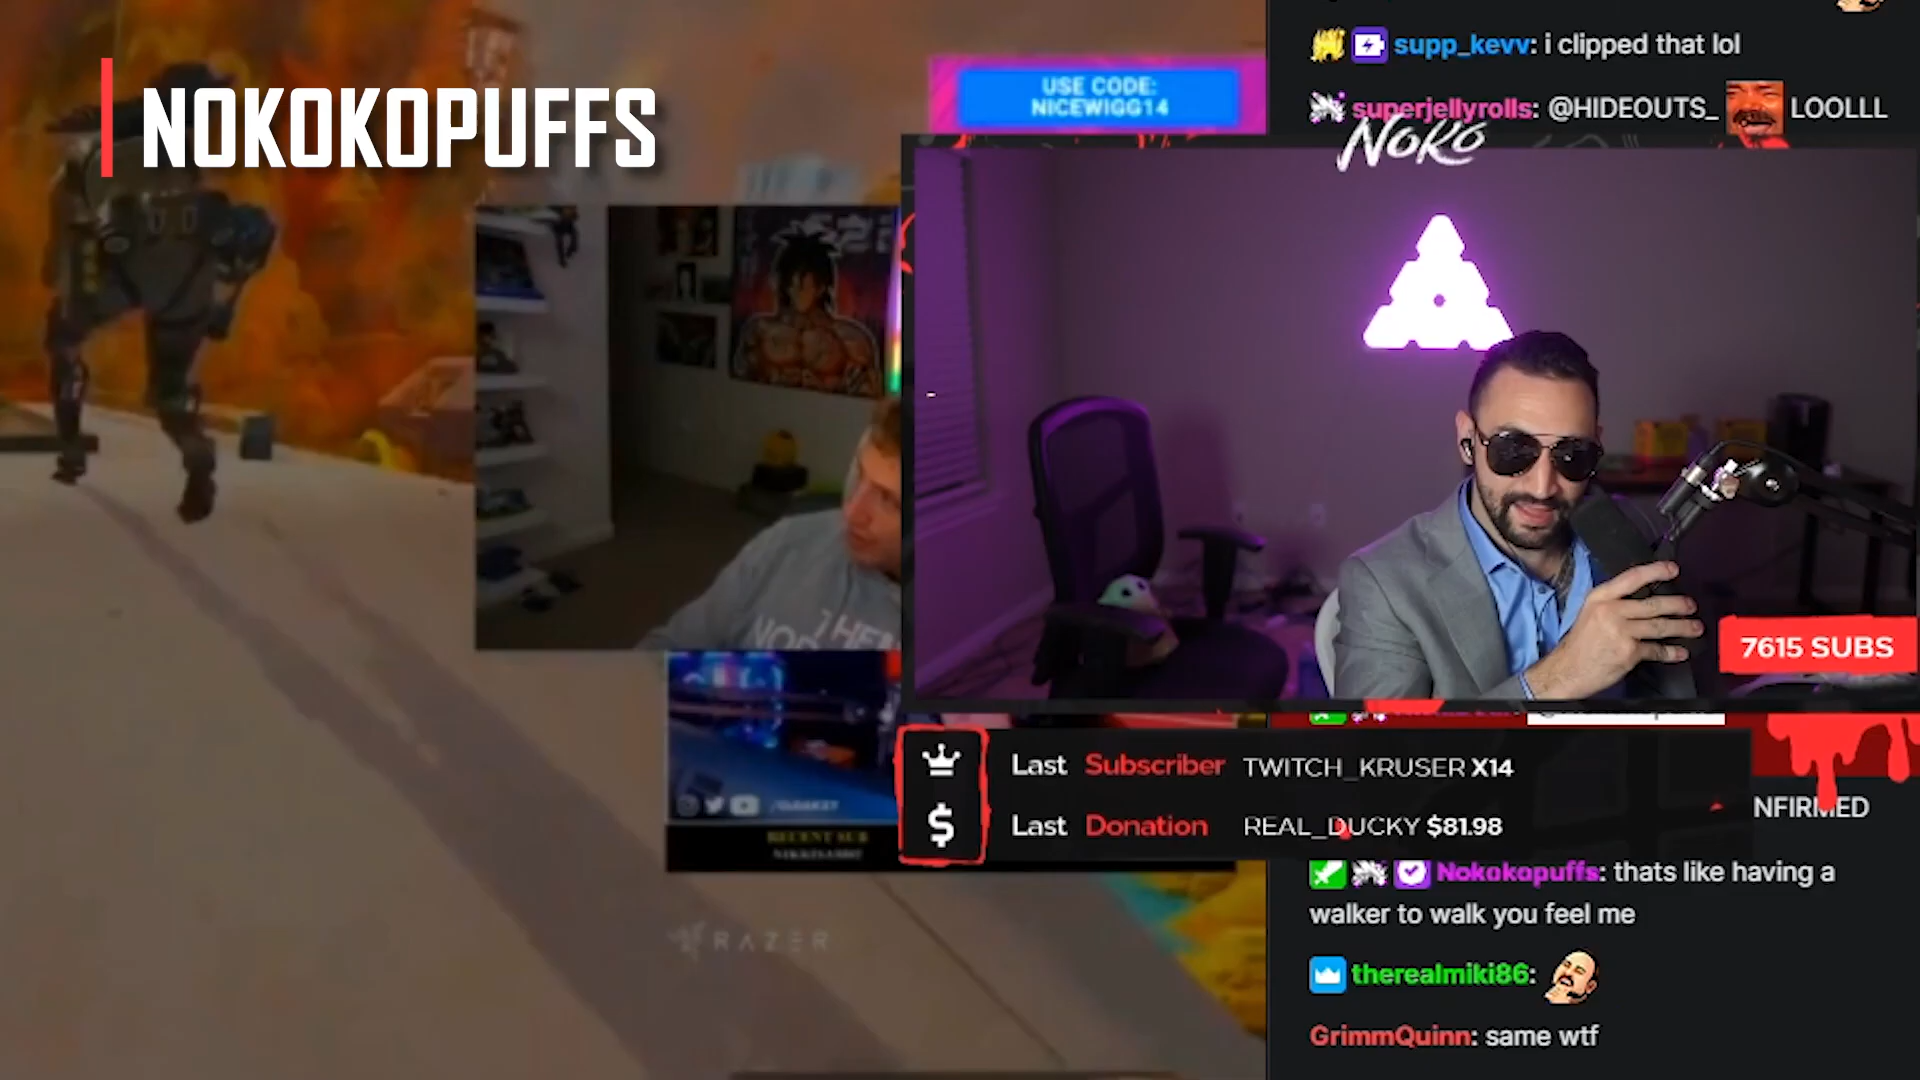 NOKOKOPUFFS
USE CODE:
NICEWIGG14
supp_kevv: i clipped that lol
superjellyrolls: @HIDEOUTS_ LOOLLL
NOKO
7615 SUBS
Last Subscriber TWITCH_KRUSER X14
Last Donation REAL_DUCKY $81.98
NFIRMED
Nokokopuffs: thats like having a
walker to walk you feel me
therealmiki86:
GrimmQuinn: same wtf
RECENT SUB
RAZER